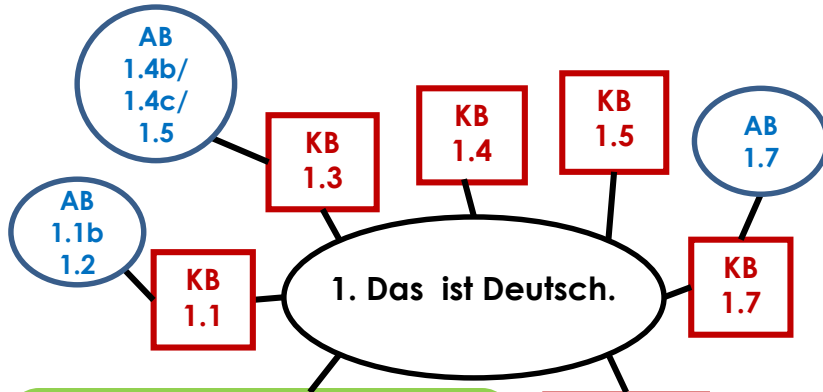 AB
1.4b/
1.4c/
1.5
KB
1.3
KB
1.4
KB
1.5
AB
1.7
AB
1.1b
1.2
KB
1.1
1. Das ist Deutsch.
KB
1.7